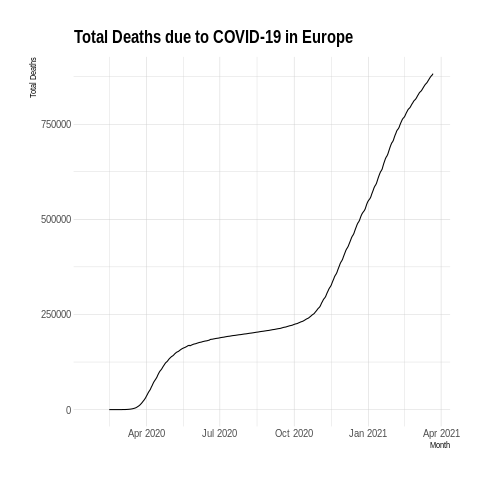 Total Deaths due to COVID-19 in Europe
Total Deaths
750000
500000
250000
0
Apr 2020 Jul 2020 Oct 2020 Jan 2021 Apr 2021
Month